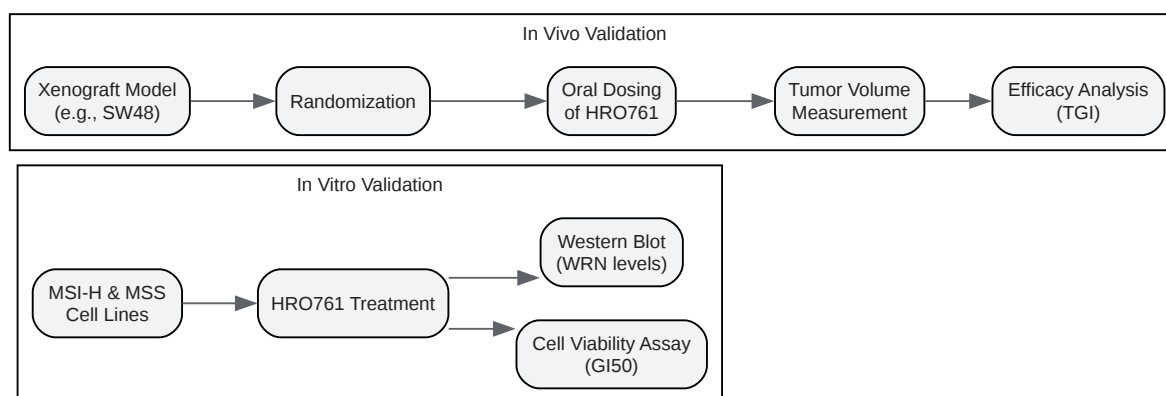 In Vivo Validation
Xenograft Model
(e.g., SW48)
Randomization
Oral Dosing
of HRO761
Tumor Volume
Measurement
Efficacy Analysis
(TGI)
In Vitro Validation
MSI-H & MSS
Cell Lines
HRO761 Treatment
Western Blot
(WRN levels)
Cell Viability Assay
(GI50)